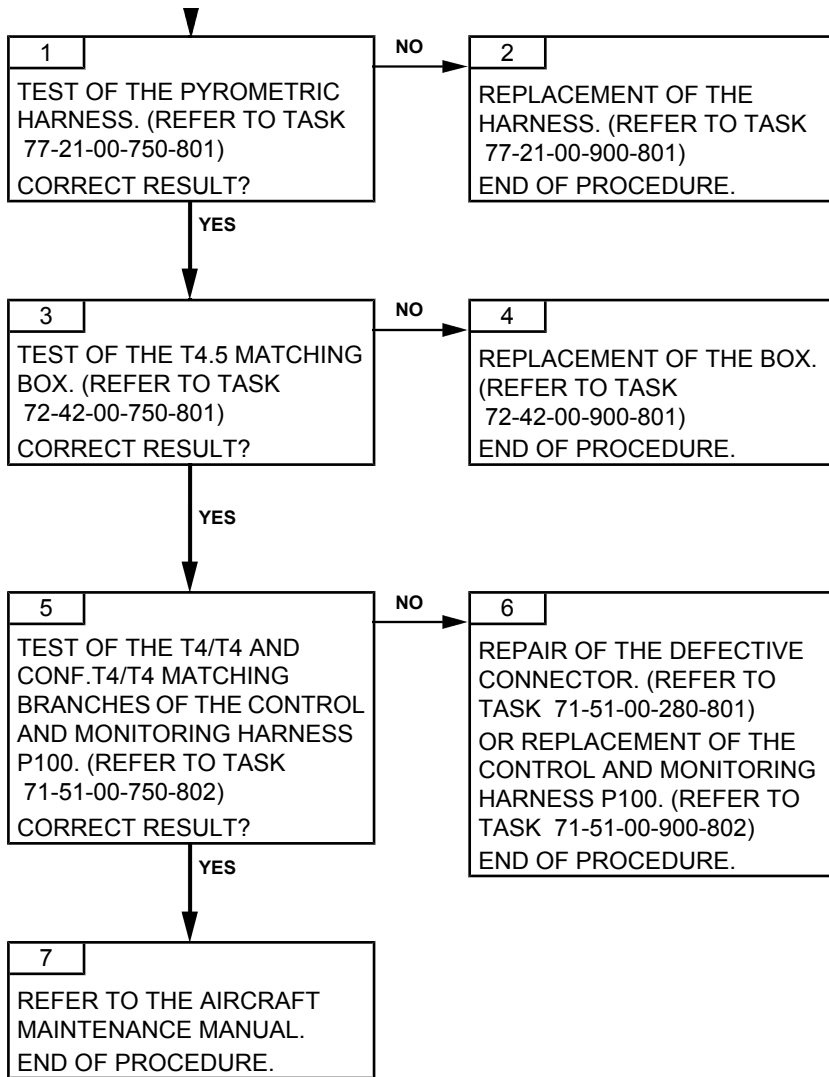 1
TEST OF THE PYROMETRIC
HARNESS. (REFER TO TASK
77-21-00-750-801)
CORRECT RESULT?
NO
2
REPLACEMENT OF THE
HARNESS. (REFER TO TASK
77-21-00-900-801)
END OF PROCEDURE.
YES
3
TEST OF THE T4.5 MATCHING
BOX. (REFER TO TASK
72-42-00-750-801)
CORRECT RESULT?
NO
4
REPLACEMENT OF THE BOX.
(REFER TO TASK
72-42-00-900-801)
END OF PROCEDURE.
YES
5
TEST OF THE T4/T4 AND
CONF.T4/T4 MATCHING
BRANCHES OF THE CONTROL
AND MONITORING HARNESS
P100. (REFER TO TASK
71-51-00-750-802)
CORRECT RESULT?
NO
6
REPAIR OF THE DEFECTIVE
CONNECTOR. (REFER TO
TASK 71-51-00-280-801)
OR REPLACEMENT OF THE
CONTROL AND MONITORING
HARNESS P100. (REFER TO
TASK 71-51-00-900-802)
END OF PROCEDURE.
YES
7
REFER TO THE AIRCRAFT
MAINTENANCE MANUAL.
END OF PROCEDURE.